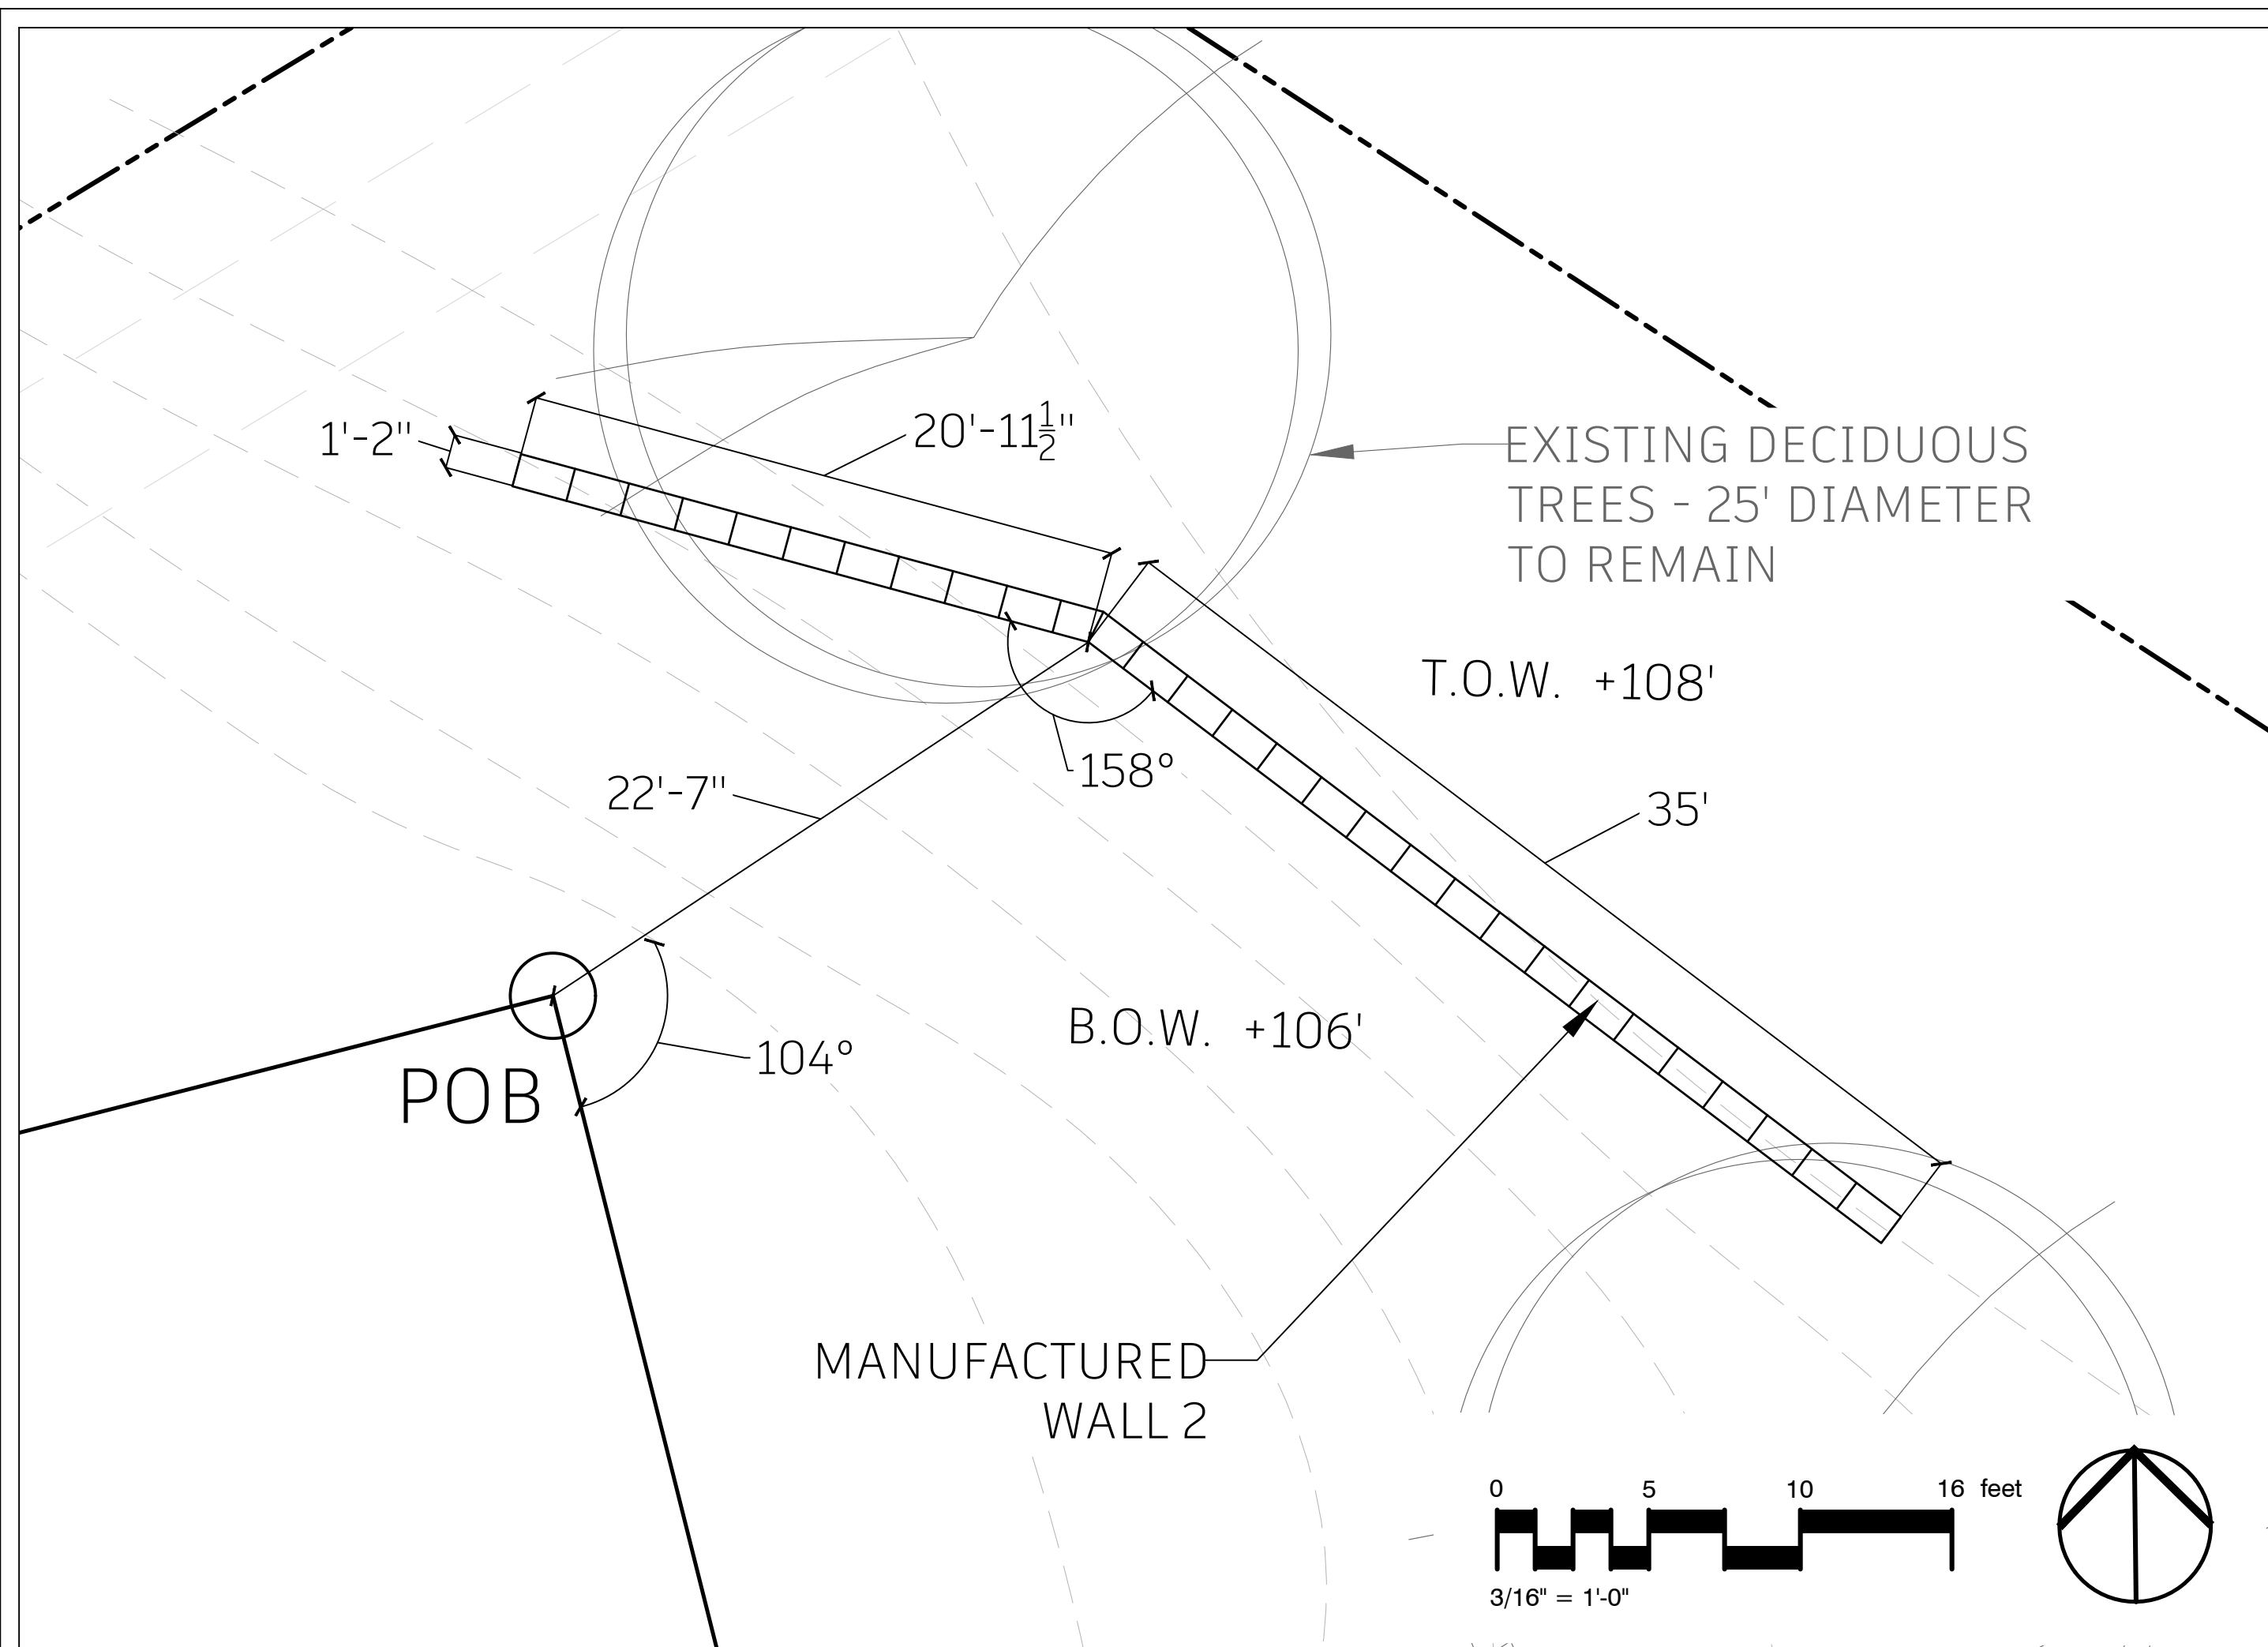 1'-2"
20'-11½"
EXISTING DECIDUOUS
TREES - 25' DIAMETER
TO REMAIN
T.O.W. +108'
158°
22'-7"
35'
B.O.W. +106'
104°
POB
MANUFACTURED
WALL 2
0 5 10 16 feet
3/16" = 1'-0"